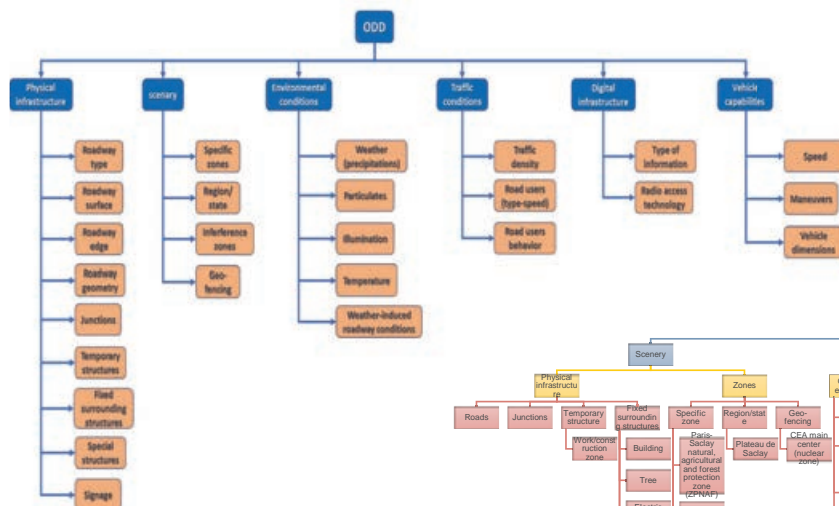 ODD
Physical
infrastructure
scenary
Environmental
conditions
Traffic
conditions
Digital
infrastructure
Vehicle
capabilites
Roadway
type
Roadway
surface
Roadway
edge
Roadway
geometry
Junctions
Temporary
structures
Fixed
surrounding
structures
Special
structures
Signage
Specific
zones
Region/
state
Inferference
zones
Geo-
fencing
Weather
(precipitations)
Particulates
Illumination
Temperature
Weather-induced
roadway conditions
Traffic
density
Road users
(type-speed)
Road users
behavior
Type of
information
Radio access
technology
Speed
Maneuvers
Vehicle
dimensions
Scenery
Physical
infrastructu
re
Zones
Roads
Junctions
Temporary
structure
Work/const
ruction
zone
Fixed
surroundin
g structures
Building
Tree
Electric
Specific
zone
Paris-
Saclay
natural,
agricultural
and forest
protection
zone
(ZPNAF)
Region/stat
e
Plateau de
Saclay
Geo-
fencing
CEA main
center
(nuclear
zone)